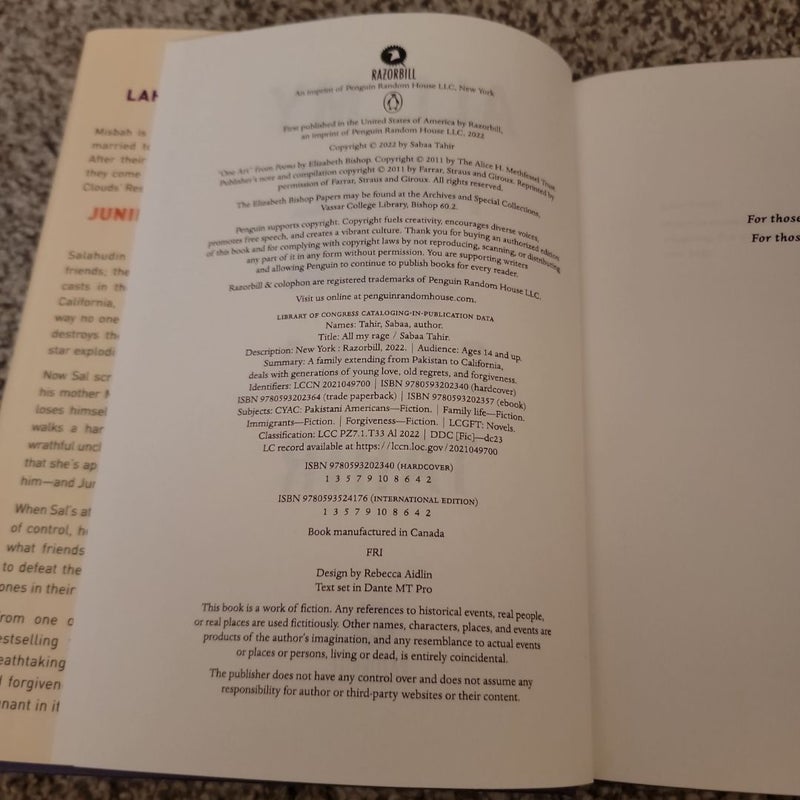 LAH
Misbah is
married t
After their
they come
Clouds' Res
JUNI
Salahudin
friends; the
casts in th
California,
way no one
destroys th
star explodi
Now Sal scr
his mother
loses himsel
walks a har
wrathful uncl
that she's ap
him—and Jun
When Sal's at
of control, h
what friends
to defeat the
ones in their
rom one o
estselling
eathtaking
forgiven
nant in it
RAZORBILL
An imprint of Penguin Random House LLC, New York
First published in the United States of America by Razorbill,
an imprint of Penguin Random House LLC, 2022
Copyright © 2022 by Sabaa Tahir
"One Art" from Poems by Elizabeth Bishop. Copyright © 2011 by The Alice H. Methfessel Trust.
Publisher's note and compilation copyright © 2011 by Farrar, Straus and Giroux. Reprinted by
permission of Farrar, Straus and Giroux. All rights reserved.
The Elizabeth Bishop Papers may be found at the Archives and Special Collections,
Vassar College Library, Bishop 60.2.
Penguin supports copyright. Copyright fuels creativity, encourages diverse voices,
promotes free speech, and creates a vibrant culture. Thank you for buying an authorized edition
of this book and for complying with copyright laws by not reproducing, scanning, or distributing
any part of it in any form without permission. You are supporting writers
and allowing Penguin to continue to publish books for every reader.
Razorbill & colophon are registered trademarks of Penguin Random House LLC.
Visit us online at penguinrandomhouse.com.
LIBRARY OF CONGRESS CATALOGING-IN-PUBLICATION DATA
Names: Tahir, Sabaa, author.
Title: All my rage / Sabaa Tahir.
Description: New York : Razorbill, 2022. | Audience: Ages 14 and up.
Summary: A family extending from Pakistan to California,
deals with generations of young love, old regrets, and forgiveness.
Identifiers: LCCN 2021049700 | ISBN 9780593202340 (hardcover)
ISBN 9780593202364 (trade paperback) | ISBN 9780593202357 (ebook)
Subjects: CYAC: Pakistani Americans—Fiction. | Family life—Fiction.
Immigrants—Fiction. | Forgiveness—Fiction. | LCGFT: Novels.
Classification: LCC PZ7.1.T33 Al 2022 | DDC [Fic]—dc23
LC record available at https://lccn.loc.gov/2021049700
ISBN 9780593202340 (HARDCOVER)
1 3 5 7 9 10 8 6 4 2
ISBN 9780593524176 (INTERNATIONAL EDITION)
1 3 5 7 9 10 8 6 4 2
Book manufactured in Canada
FRI
Design by Rebecca Aidlin
Text set in Dante MT Pro
This book is a work of fiction. Any references to historical events, real people,
or real places are used fictitiously. Other names, characters, places, and events are
products of the author's imagination, and any resemblance to actual events
or places or persons, living or dead, is entirely coincidental.
The publisher does not have any control over and does not assume any
responsibility for author or third-party websites or their content.
For those
For thos